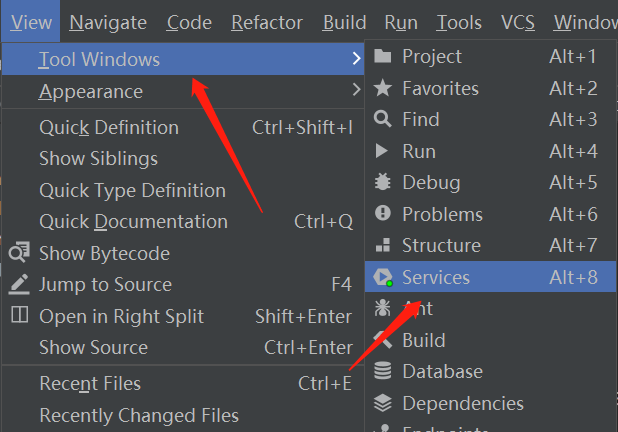 View Navigate Code Refactor Build Run Tools VCS Window
Tool Windows
Appearance
Quick Definition Ctrl+Shift+I
Show Siblings
Quick Type Definition
Quick Documentation Ctrl+Q
Show Bytecode
Jump to Source F4
Open in Right Split Shift+Enter
Show Source Ctrl+Enter
Recent Files Ctrl+E
Recently Changed Files
Project Alt+1
Favorites Alt+2
Find Alt+3
Run Alt+4
Debug Alt+5
Problems Alt+6
Structure Alt+7
Services Alt+8
Ant
Build
Database
Dependencies
Endpoints